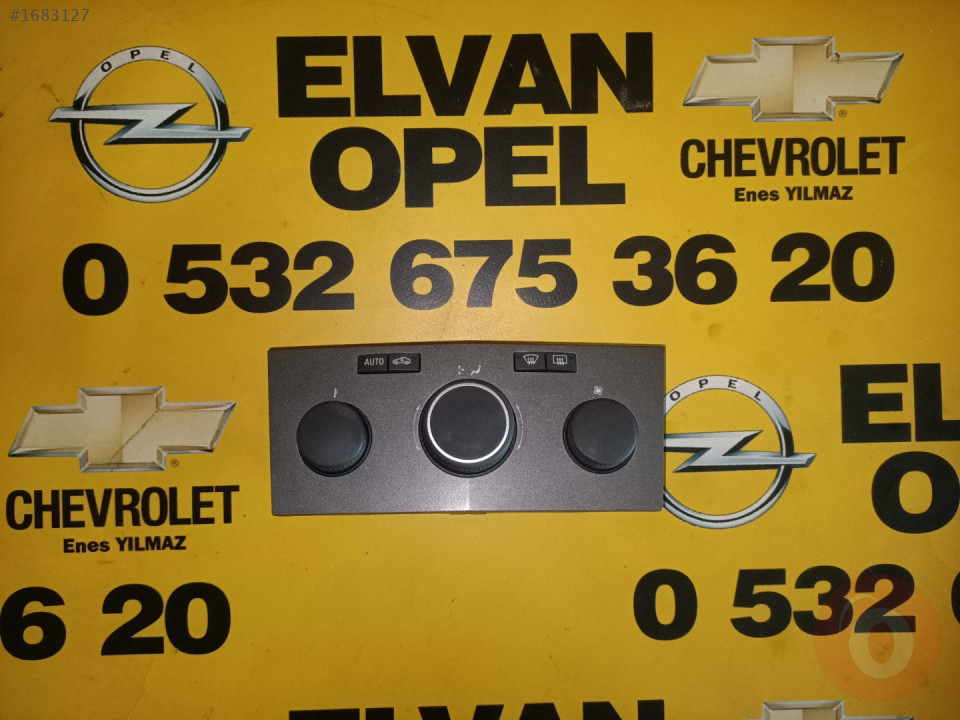 #1683127
OPEL
ELVAN
OPEL
CHEVROLET
Enes YILMAZ
0 532 675 36 20
AUTO
OPEL
EL
O
CHEVROLET
Enes YILMAZ
6 20
0 532
ELVAN